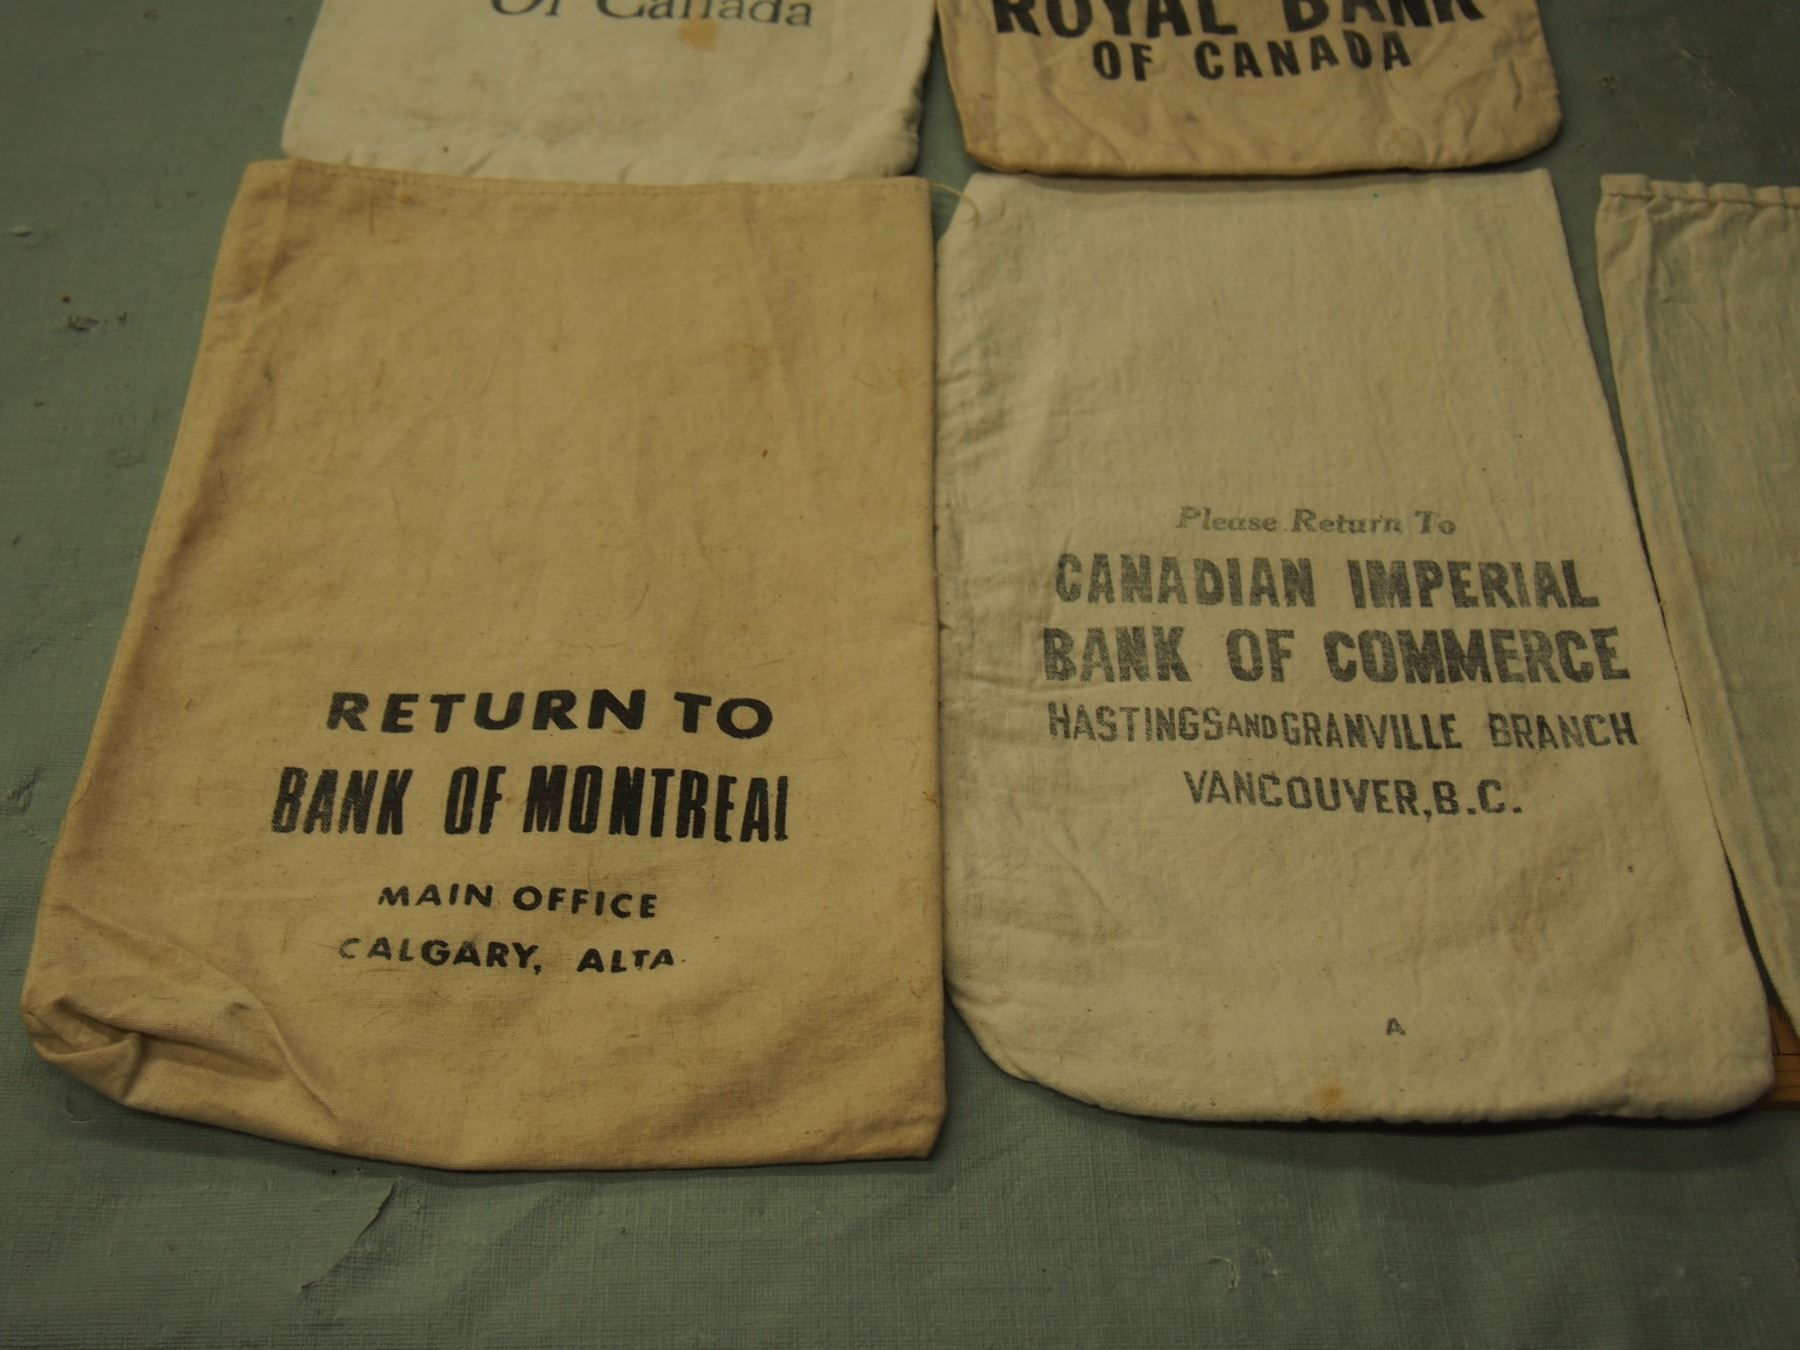 Of Canada
ROYAL BANK
OF CANADA
RETURN TO
BANK OF MONTREAL
MAIN OFFICE
CALGARY, ALTA.
Please Return To
CANADIAN IMPERIAL
BANK OF COMMERCE
HASTINGS AND GRANVILLE BRANCH
VANCOUVER, B.C.
A